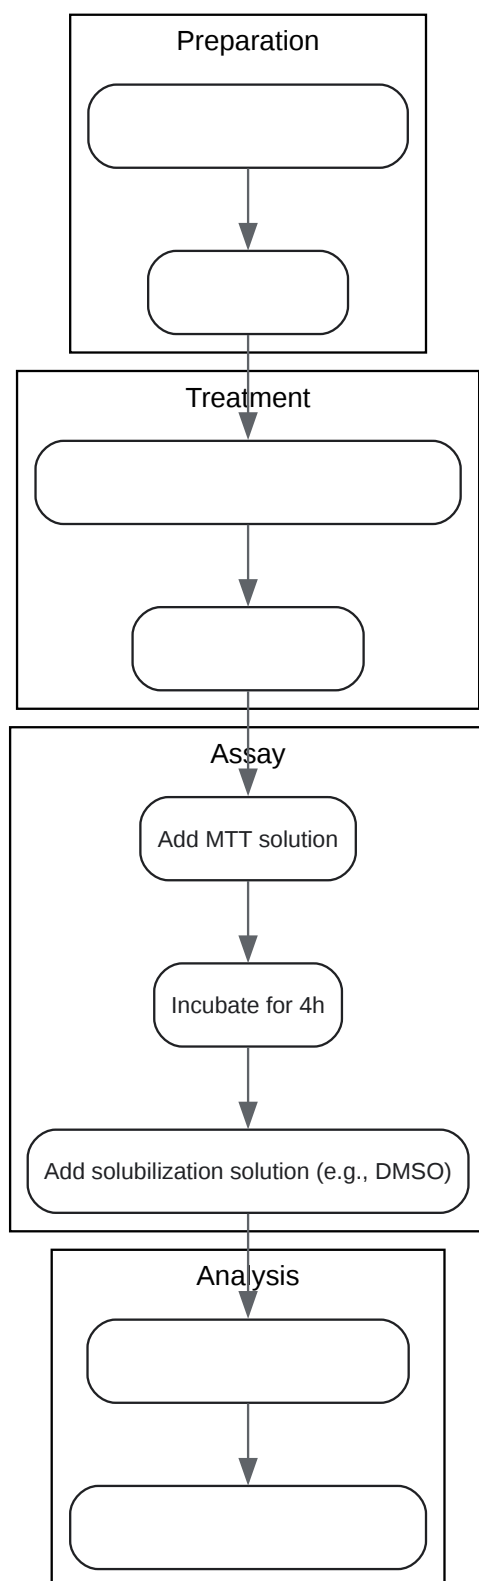 Preparation
Treatment
Assay
Add MTT solution
Incubate for 4h
Add solubilization solution (e.g., DMSO)
Analysis